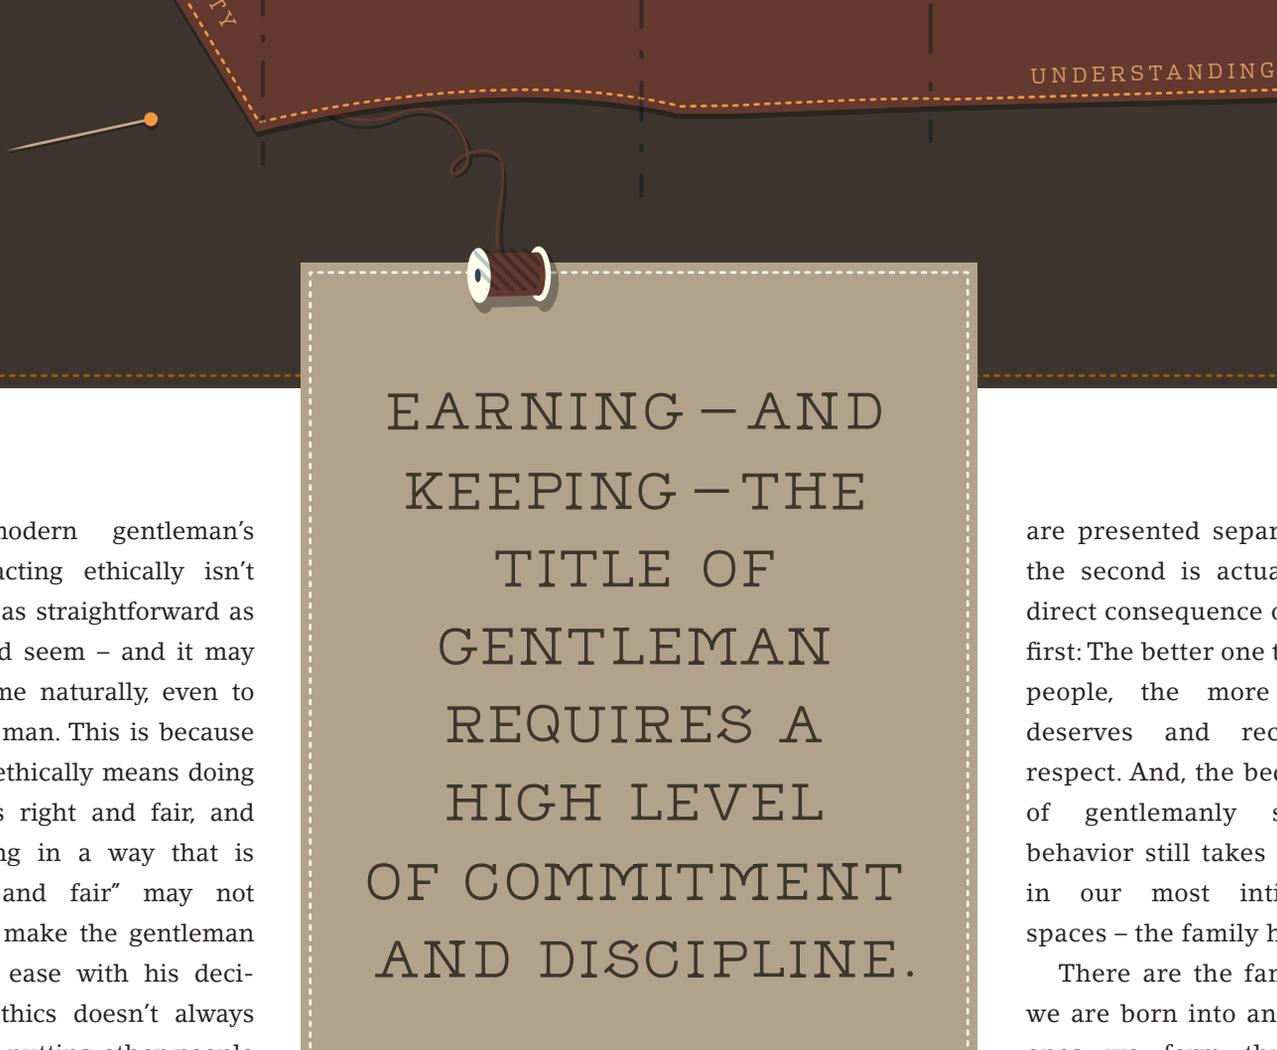 TY
UNDERSTANDING
EARNING – AND
KEEPING – THE
TITLE OF
GENTLEMAN
REQUIRES A
HIGH LEVEL
OF COMMITMENT
AND DISCIPLINE.
modern gentleman’s
acting ethically isn’t
as straightforward as
seem – and it may
naturally, even to
man. This is because
ethically means doing
right and fair, and
in a way that is
and fair” may not
make the gentleman
ease with his deci-
doesn’t always
are presented
the second is
direct consequence
first: The better one
people, the more
deserves and
respect. And, the
of gentlemanly
behavior still takes
in our most
spaces – the family
There are the
we are born into